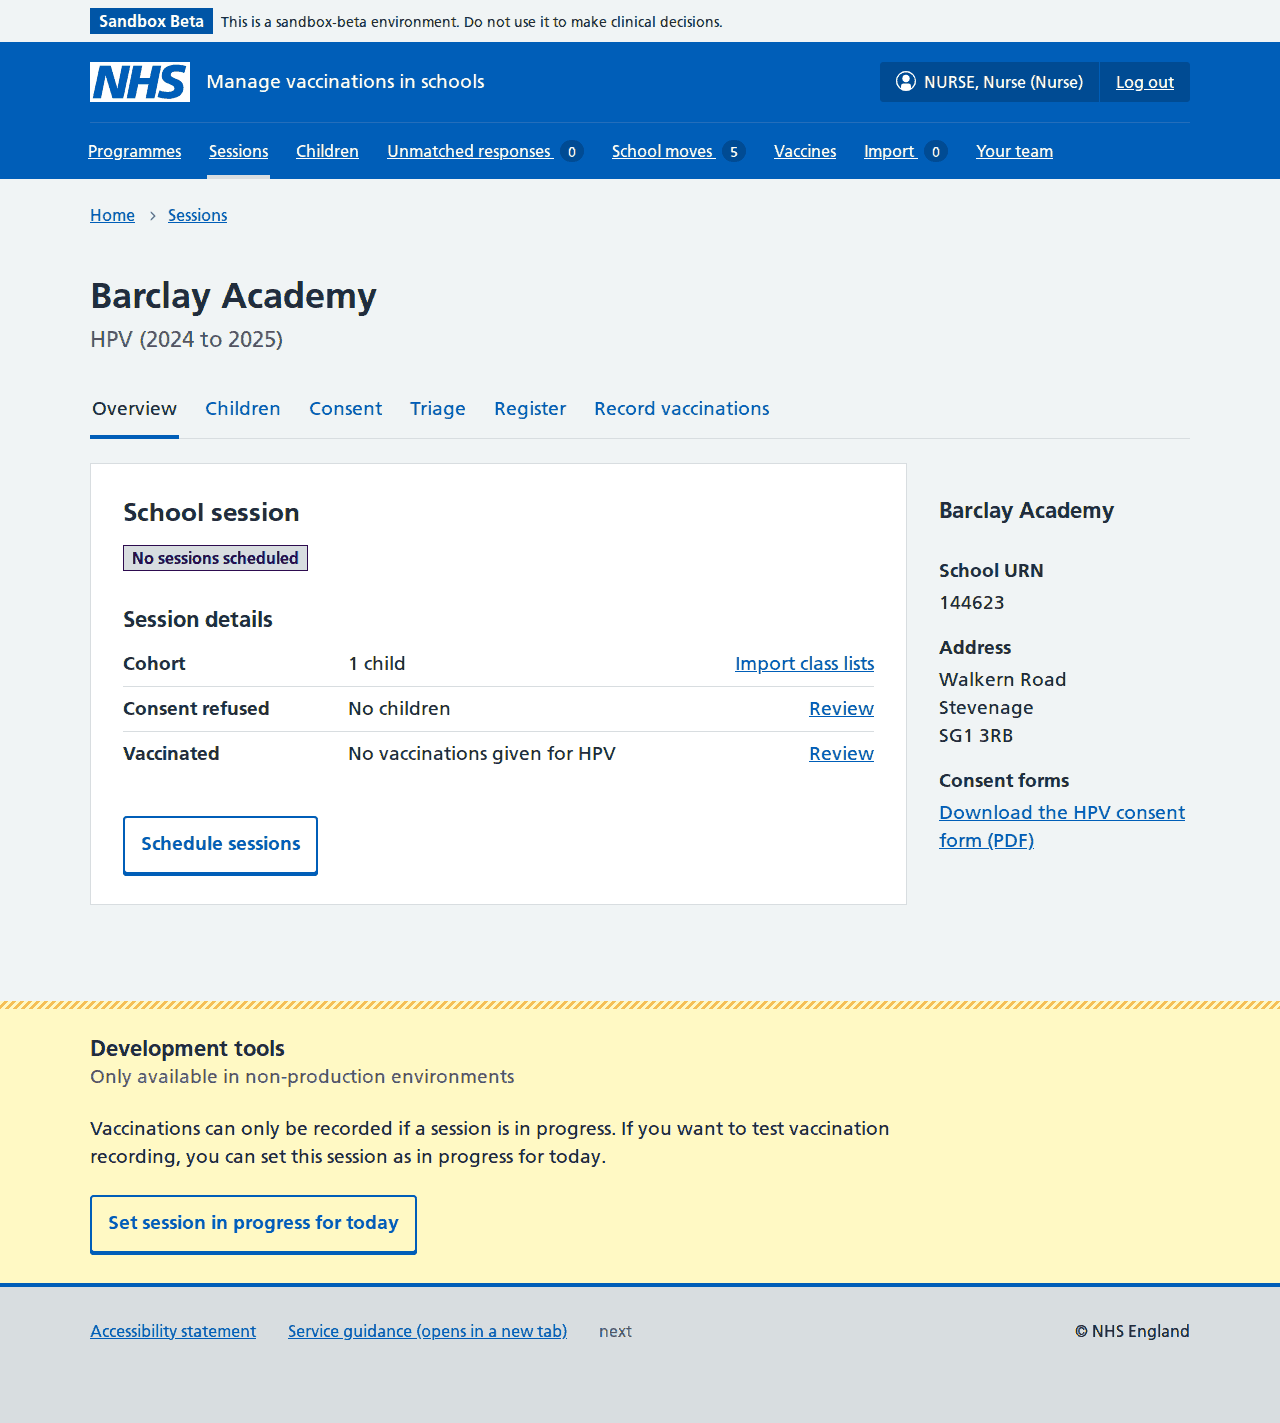 Sandbox Beta This is a sandbox-beta environment. Do not use it to make clinical decisions.
NHS Manage vaccinations in schools NURSE, Nurse (Nurse) Log out
Programmes Sessions Children Unmatched responses 0 School moves 5 Vaccines Import 0 Your team
Home Sessions
Barclay Academy
HPV (2024 to 2025)
Overview Children Consent Triage Register Record vaccinations
School session
No sessions scheduled
Session details
Cohort 1 child Import class lists
Consent refused No children Review
Vaccinated No vaccinations given for HPV Review
Schedule sessions
Barclay Academy
School URN
144623
Address
Walkern Road
Stevenage
SG1 3RB
Consent forms
Download the HPV consent
form (PDF)
Development tools
Only available in non-production environments
Vaccinations can only be recorded if a session is in progress. If you want to test vaccination
recording, you can set this session as in progress for today.
Set session in progress for today
Accessibility statement Service guidance (opens in a new tab) next © NHS England